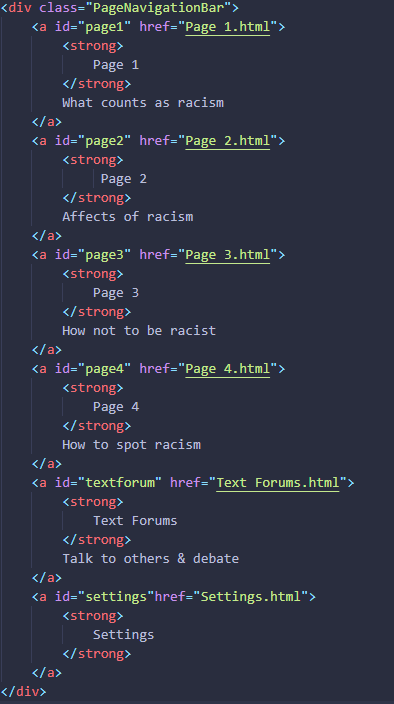 <div class="PageNavigationBar">
<a id="page1" href="Page 1.html">
<strong>
Page 1
</strong>
What counts as racism
</a>
<a id="page2" href="Page 2.html">
<strong>
Page 2
</strong>
Affects of racism
</a>
<a id="page3" href="Page 3.html">
<strong>
Page 3
</strong>
How not to be racist
</a>
<a id="page4" href="Page 4.html">
<strong>
Page 4
</strong>
How to spot racism
</a>
<a id="textforum" href="Text Forums.html">
<strong>
Text Forums
</strong>
Talk to others & debate
</a>
<a id="settings"href="Settings.html">
<strong>
Settings
</strong>
</a>
</div>